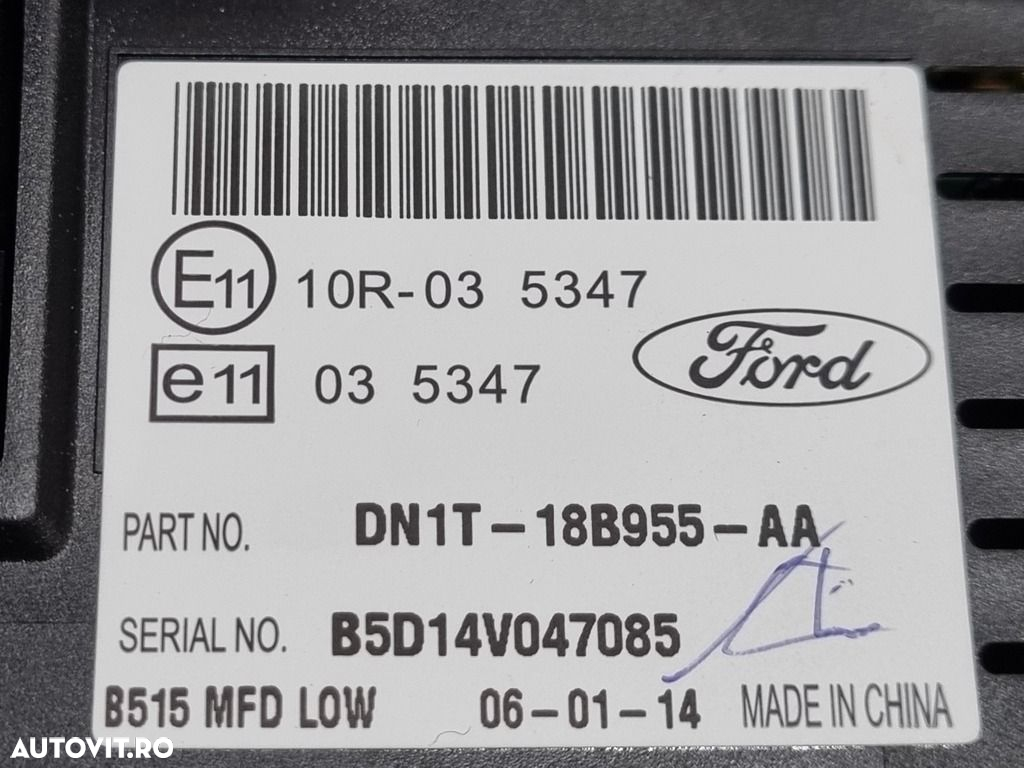 E11 10R-03 5347
Ford
e11 03 5347
PART NO. DN1T-18B955-AA
SERIAL NO. B5D14V047085
B515 MFD LOW 06-01-14 MADE IN CHINA
AUTOVIT.RO